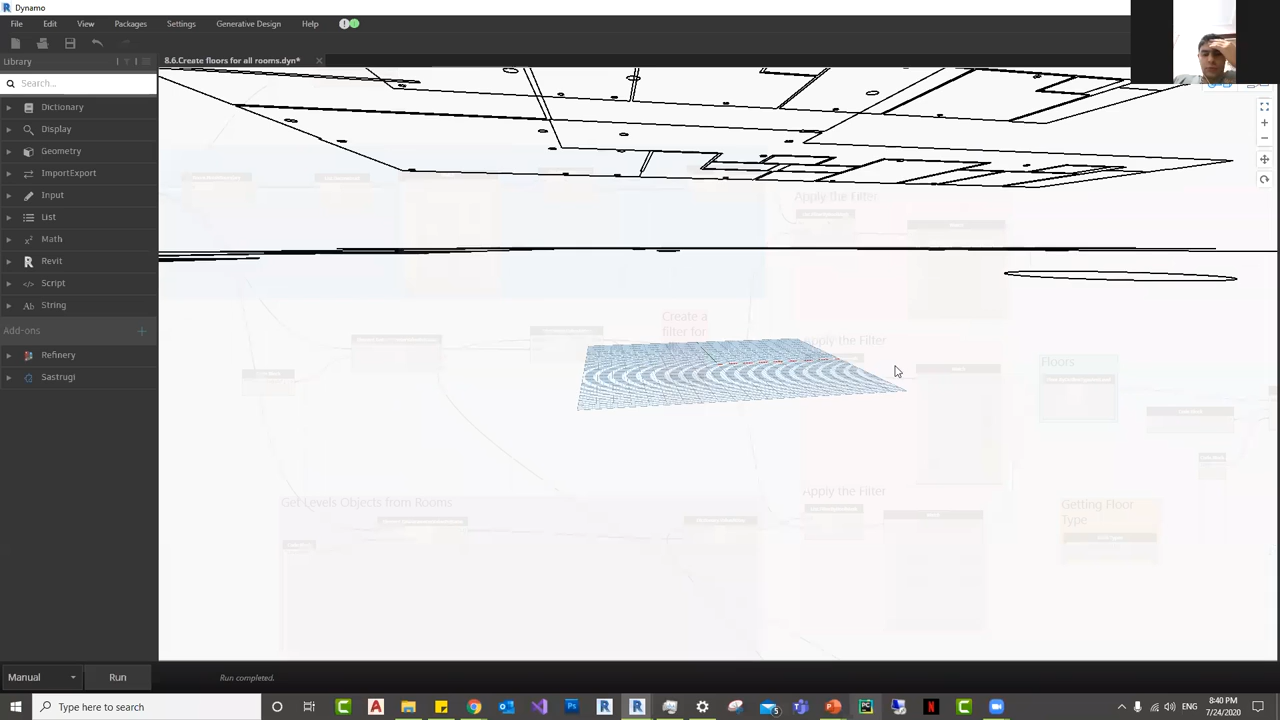 Dynamo
File Edit View Packages Settings Generative Design Help
8.6.Create floors for all rooms.dyn*
Library
Search...
Dictionary
Display
Geometry
ImportExport
Input
List
Math
Revit
Script
String
Add-ons
Refinery
Sastrugi
Apply the Filter
Create a
filter for
Apply the Filter
Floors
Apply the Filter
Get Levels Objects from Rooms
Getting Floor
Type
Manual
Run
Run completed.
Type here to search
8:40 PM
7/24/2020